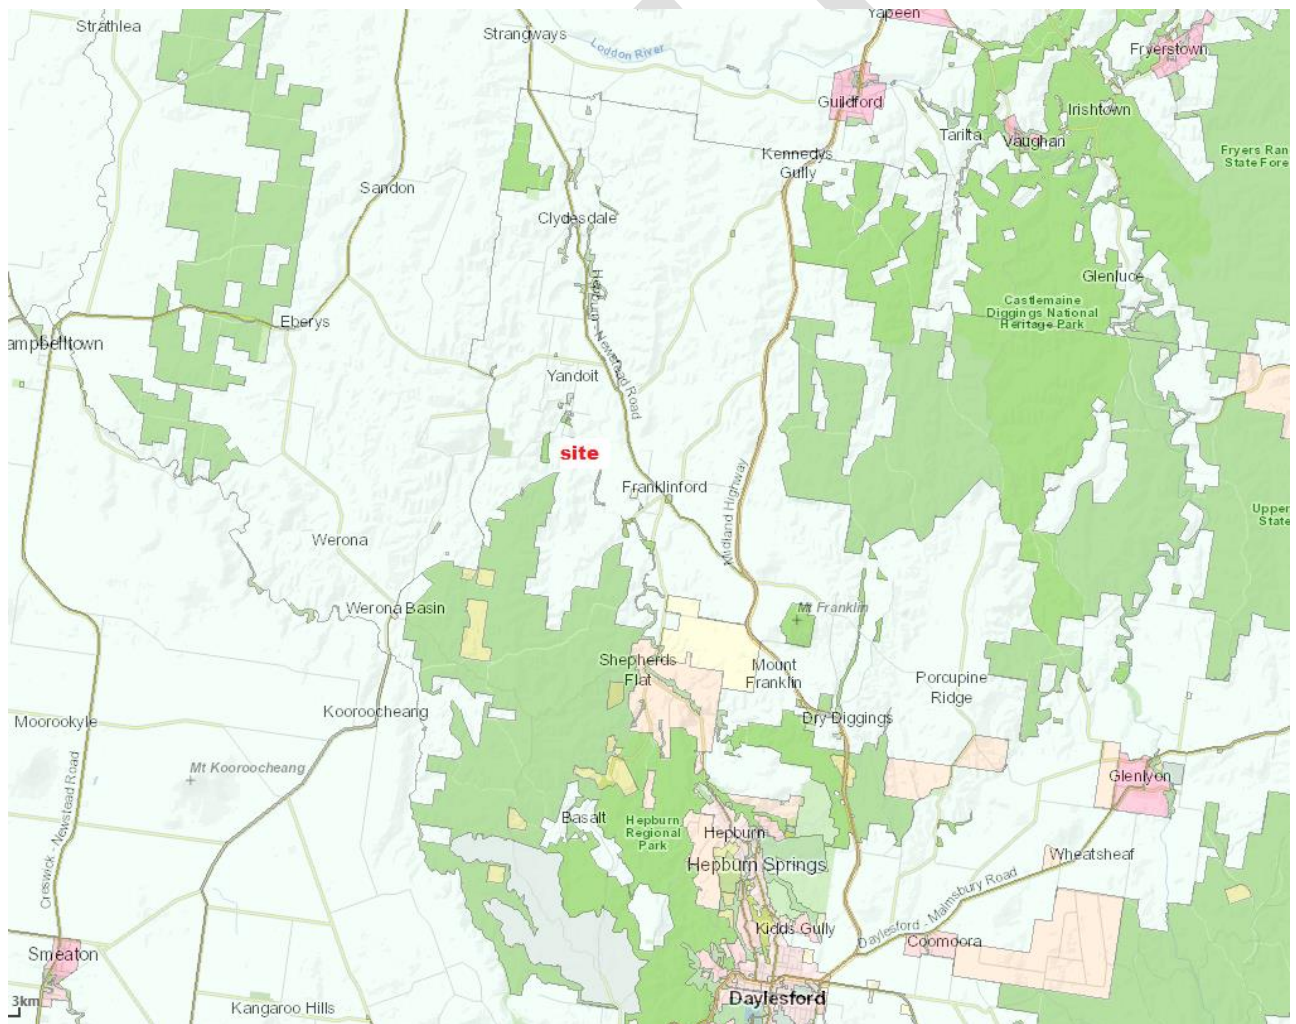 Strathlea
Strangways
Loddon River
Yapeen
Fryerstown
Guildford
Irishtown
Tarilta
Vaughan
Kennedys
Gully
Fryers Ran
State Fore
Sandon
Clydesdale
Glenluce
Hepburn - Newstead Road
Castlemaine
Diggings National
Heritage Park
Eberys
ampbelltown
Yandoit
site
Franklinford
Midland Highway
Upper
State
Werona
Werona Basin
Mt Franklin
Shepherds
Flat
Mount
Franklin
Porcupine
Ridge
Moorookyle
Kooroocheang
Dry Diggings
Mt Kooroocheang
Glenlyon
Creswick - Newstead Road
Basalt
Hepburn
Regional
Park
Hepburn
Hepburn Springs
Wheatsheaf
Daylesford - Malmsbury Road
Kidds Gully
Coomoora
Smeaton
3km
Kangaroo Hills
Daylesford